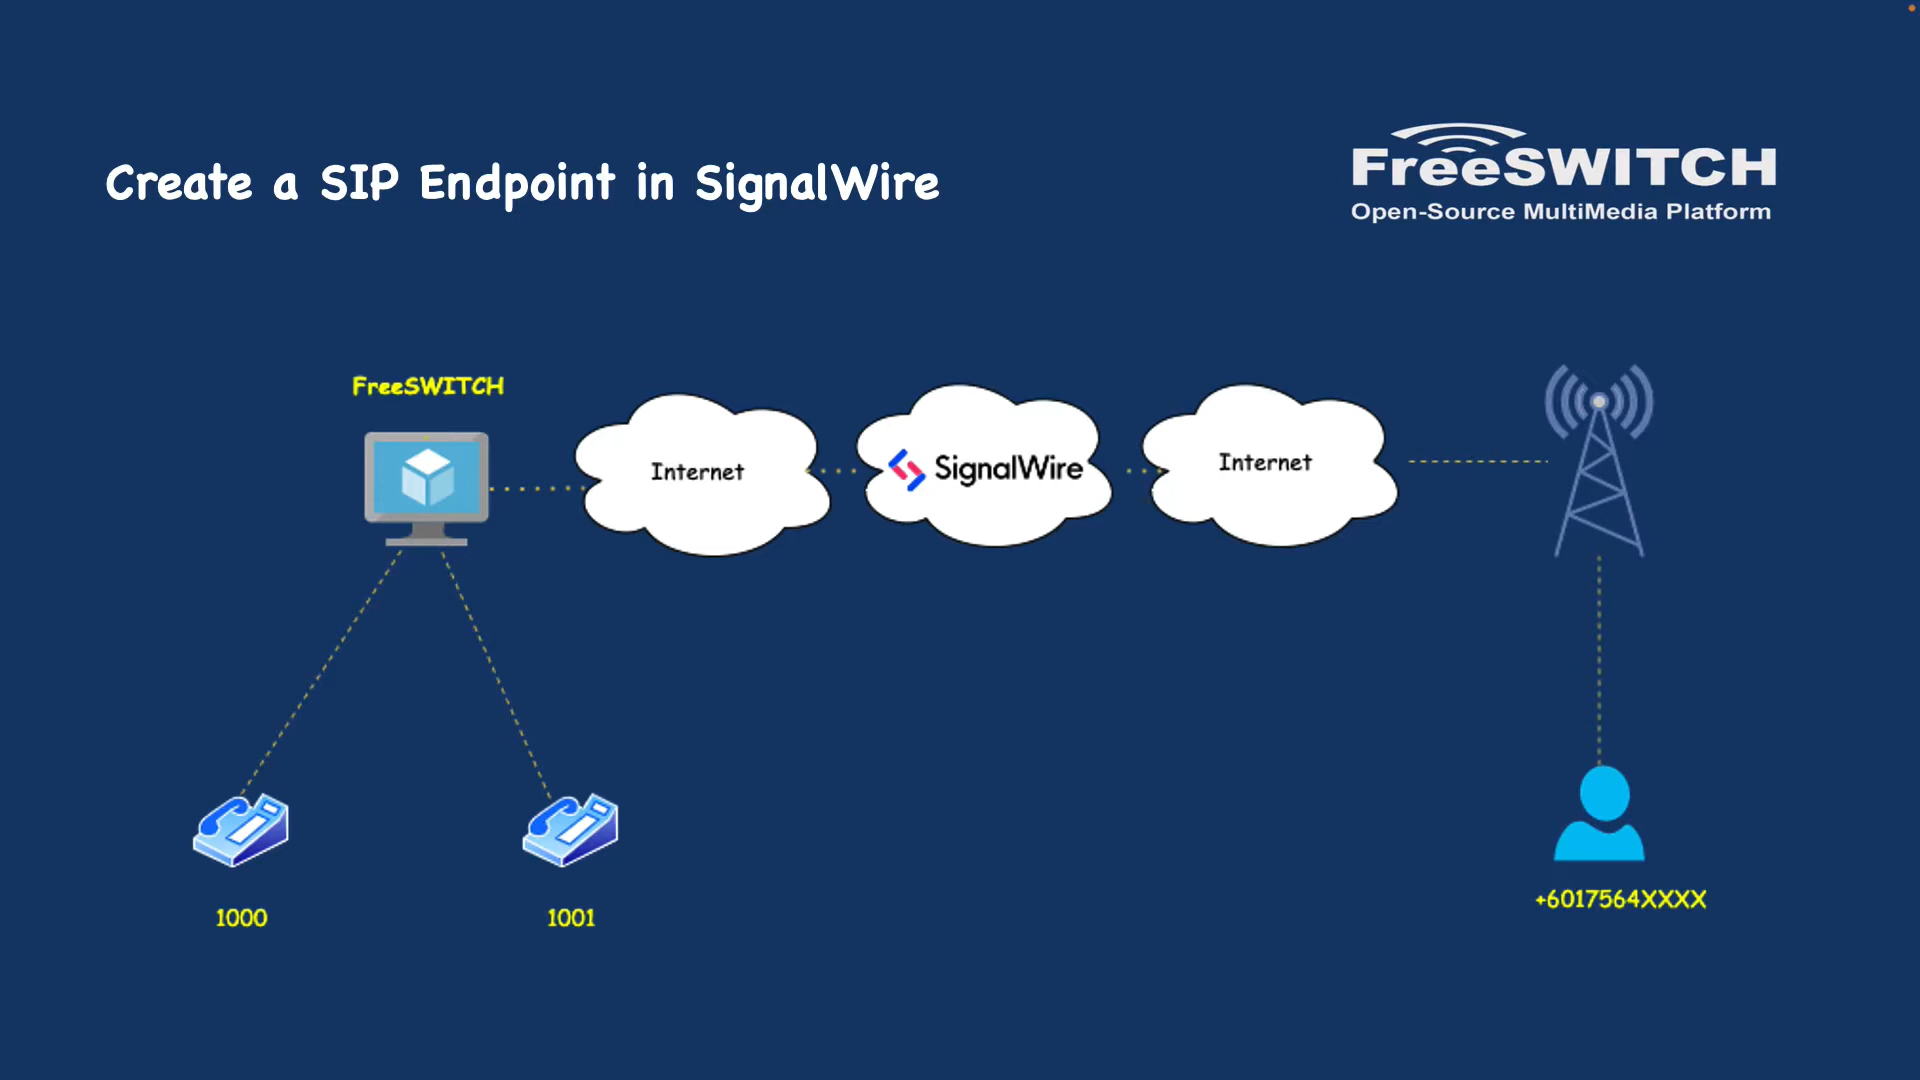 Create a SIP Endpoint in SignalWire
FreeSWITCH
Open-Source MultiMedia Platform
FreeSWITCH
Internet
SignalWire
Internet
1000
1001
+6017564XXXX